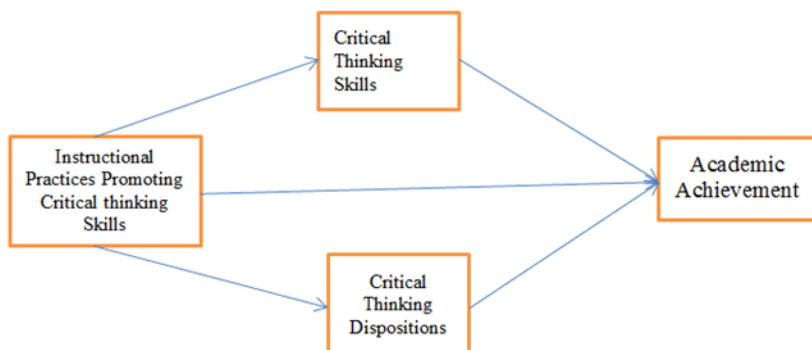 Critical
Thinking
Skills
Instructional
Practices Promoting
Critical thinking
Skills
Academic
Achievement
Critical
Thinking
Dispositions